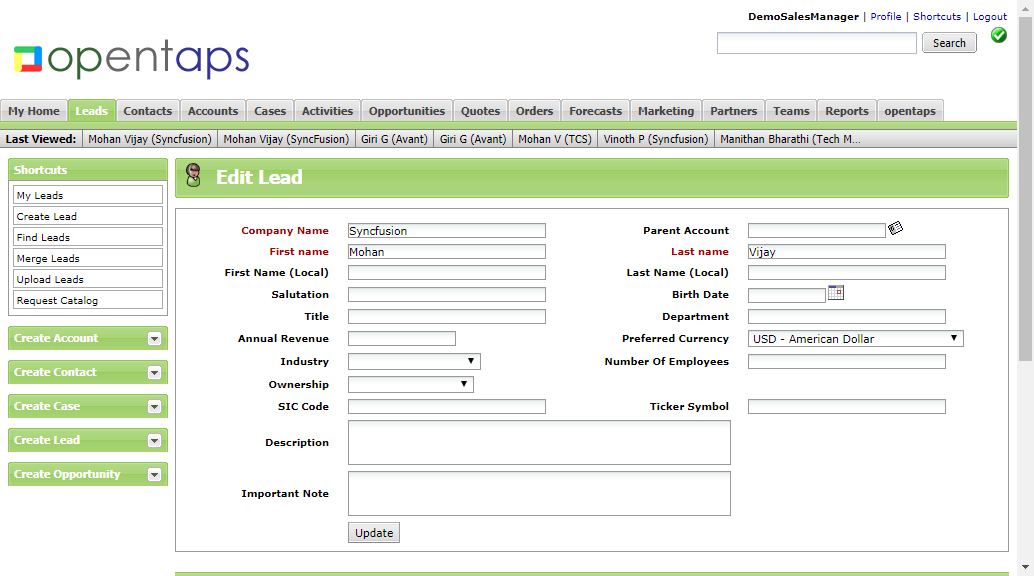 DemoSalesManager | Profile | Shortcuts | Logout
Search
opentaps
My Home Leads Contacts Accounts Cases Activities Opportunities Quotes Orders Forecasts Marketing Partners Teams Reports opentaps
Last Viewed: Mohan Vijay (Syncfusion) Mohan Vijay (SyncFusion) Giri G (Avant) Giri G (Avant) Mohan V (TCS) Vinoth P (Syncfusion) Manithan Bharathi (Tech M...
Shortcuts
My Leads
Create Lead
Find Leads
Merge Leads
Upload Leads
Request Catalog
Create Account
Create Contact
Create Case
Create Lead
Create Opportunity
Edit Lead
Company Name Syncfusion Parent Account
First name Mohan Last name Vijay
First Name (Local) Last Name (Local)
Salutation Birth Date
Title Department
Annual Revenue Preferred Currency USD - American Dollar
Industry Number Of Employees
Ownership
SIC Code Ticker Symbol
Description
Important Note
Update